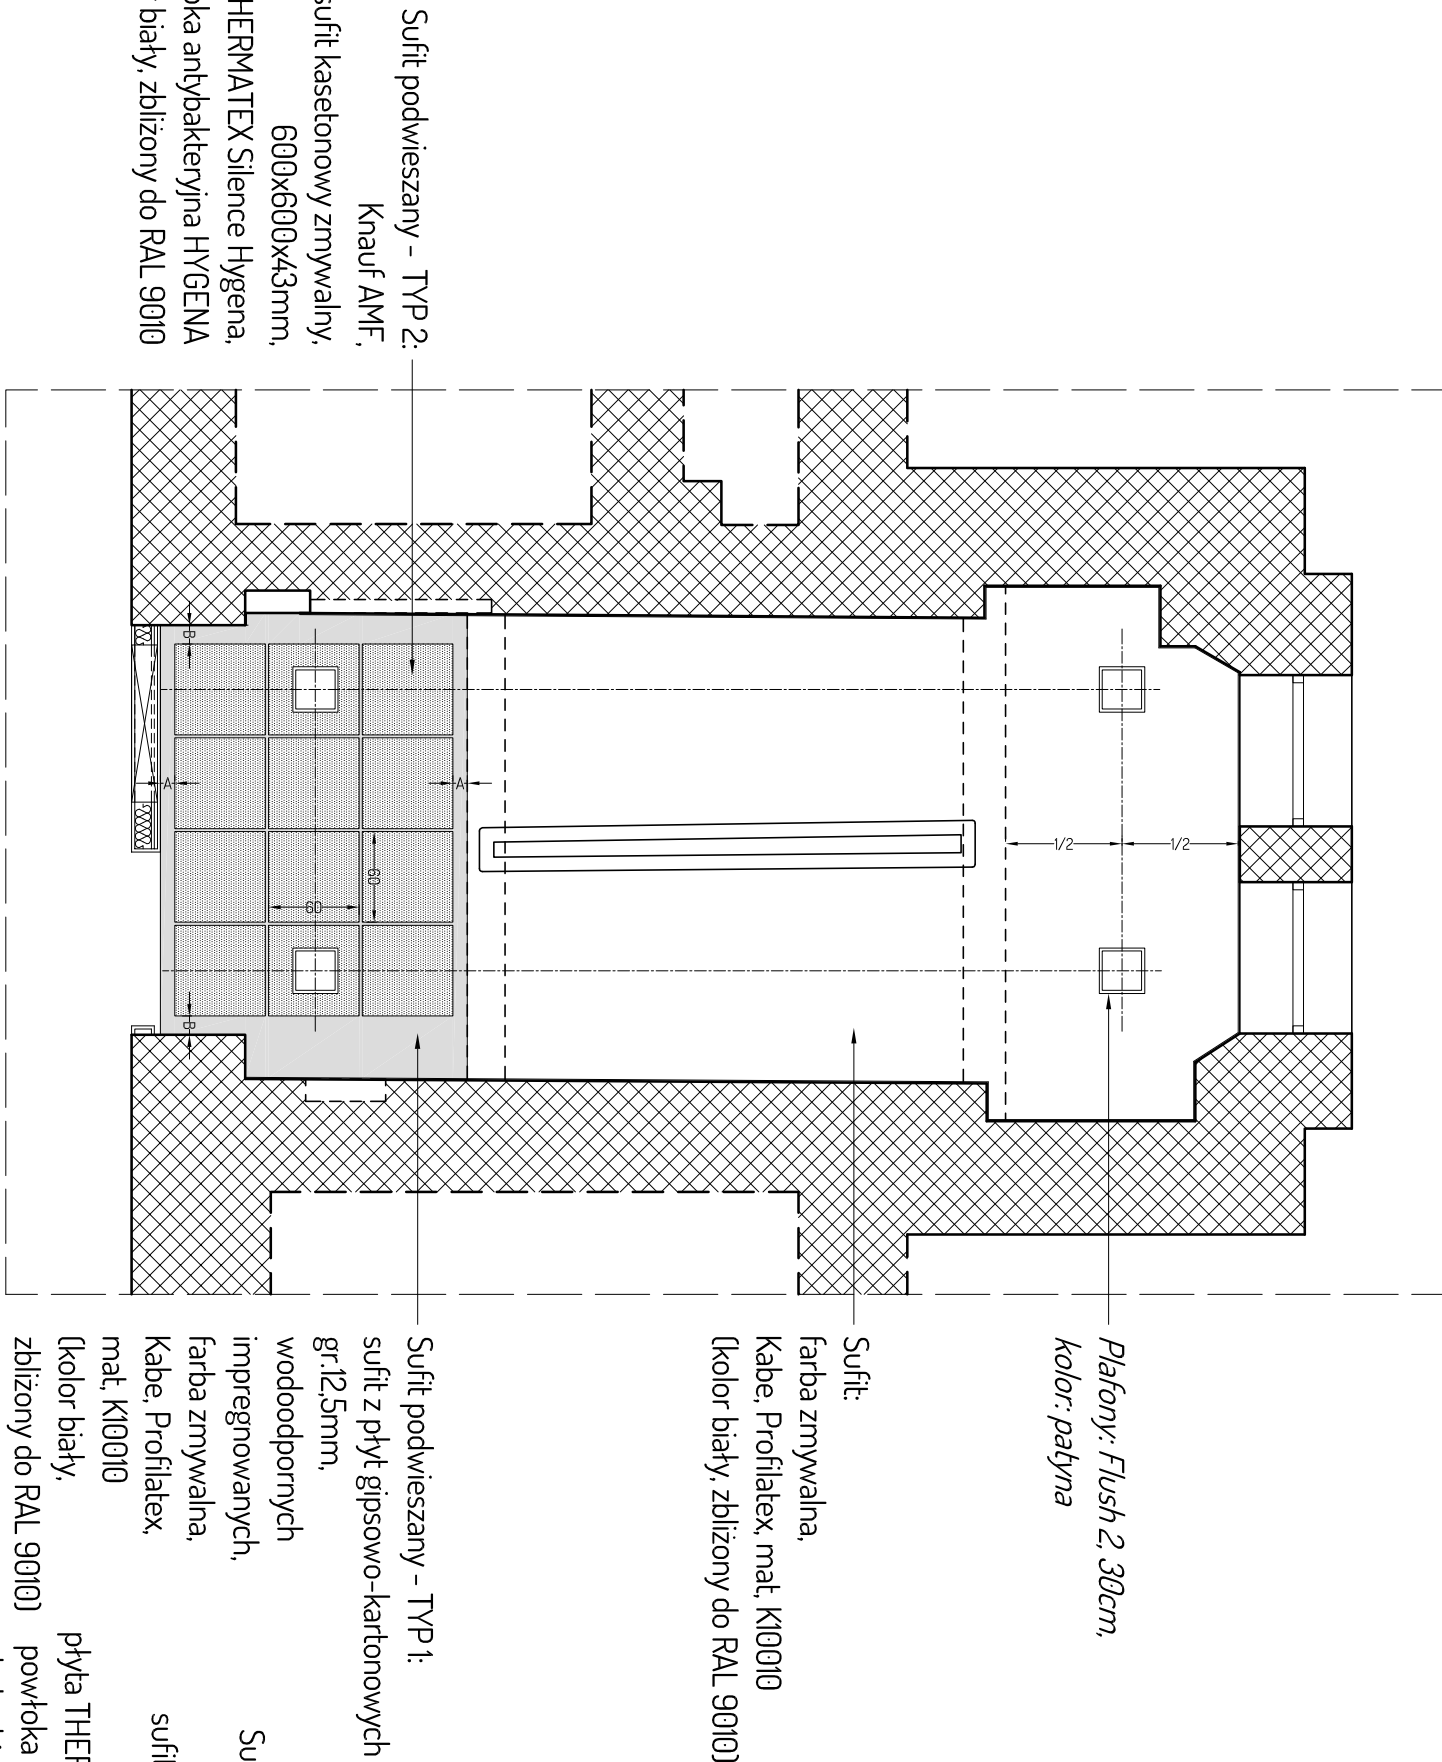 Sufit podwieszany - TYP 2:
Knauf AMF,
sufit kasetonowy zmywalny,
600x600x43mm,
THERMATEX Silence Hygena,
antybakteryjna HYGENA
biały, zbliżony do RAL 9010
Plafony: Flush 2, 30cm,
kolor: patyna
Sufit:
farba zmywalna,
Kabe, Profilatex, mat, K10010
(kolor biały, zbliżony do RAL 9010)
Sufit podwieszany - TYP 1:
sufit z płyt gipsowo-kartonowych
gr.12,5mm,
wodoodpornych
impregnowanych,
farba zmywalna,
Kabe, Profilatex,
mat, K10010
(kolor biały,
zbliżony do RAL 9010)
płyta
powłoka
B
A
A
60
60
B
1/2
1/2